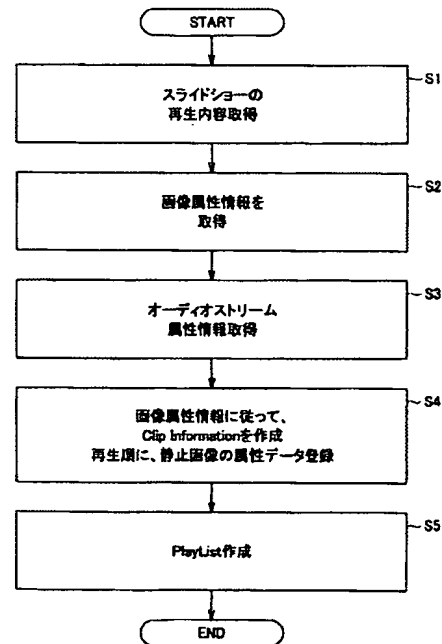 START
S1
スライドショーの
再生内容取得
S2
画像属性情報を
取得
S3
オーディオストリーム
属性情報取得
S4
画像属性情報に従って、
Clip Informationを作成
再生順に、静止画像の属性データ登録
S5
PlayList作成
END